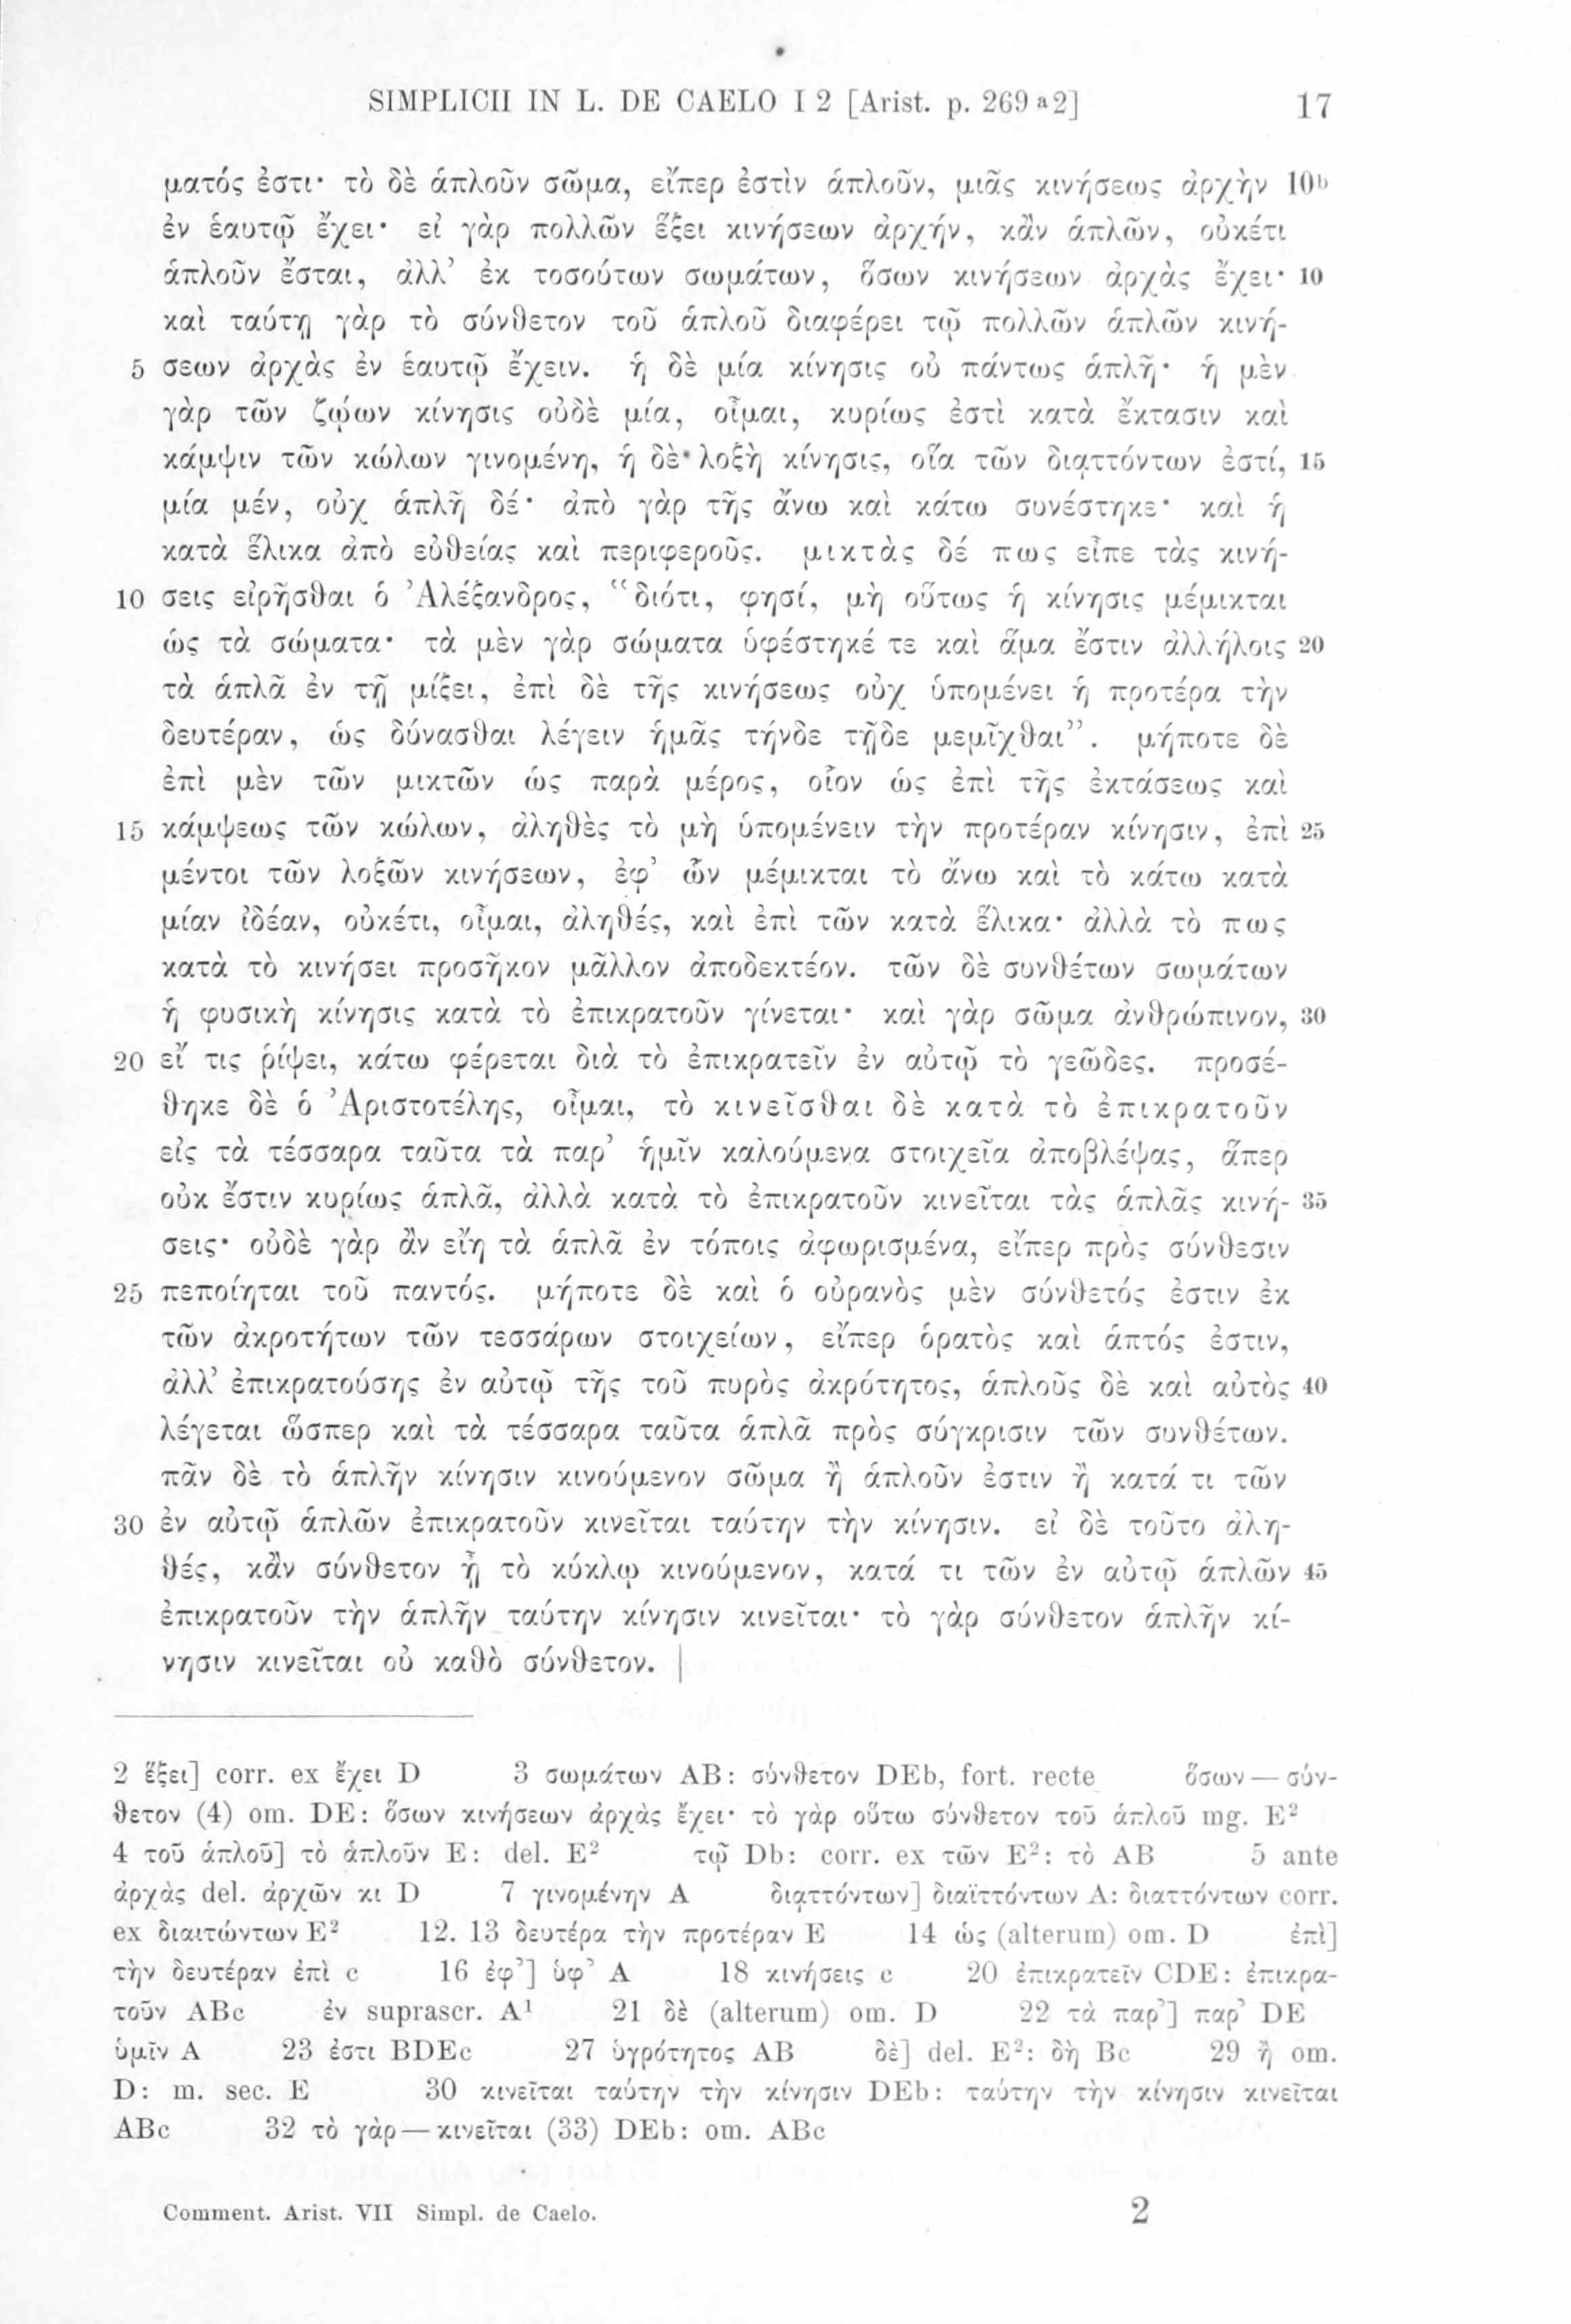 SIMPLICII IN L. DE CAELO I 2 [Arist. p. 269 a 2] 17
ματός ἐστι· τὸ δὲ ἁπλοῦν σῶμα, εἴπερ ἐστὶν ἁπλοῦν, μιᾶς κινήσεως ἀρχὴν 10b
ἐν ἑαυτῷ ἔχει· εἰ γὰρ πολλῶν ἕξει κινήσεων ἀρχήν, κἂν ἁπλῶν, οὐκέτι
ἁπλοῦν ἔσται, ἀλλ’ ἐκ τοσούτων σωμάτων, ὅσων κινήσεων ἀρχὰς ἔχει· 10
καὶ ταύτῃ γὰρ τὸ σύνθετον τοῦ ἁπλοῦ διαφέρει τῷ πολλῶν ἁπλῶν κινή-
5 σεων ἀρχὰς ἐν ἑαυτῷ ἔχειν. ἡ δὲ μία κίνησις οὐ πάντως ἁπλῆ· ἡ μὲν
γὰρ τῶν ζῴων κίνησις οὐδὲ μία, οἶμαι, κυρίως ἐστὶ κατὰ ἔκτασιν καὶ
κάμψιν τῶν κώλων γινομένη, ἡ δὲ λοξὴ κίνησις, οἵα τῶν διᾳττόντων ἐστί, 15
μία μέν, οὐχ ἁπλῆ δέ· ἀπὸ γὰρ τῆς ἄνω καὶ κάτω συνέστηκε· καὶ ἡ
κατὰ ἕλικα ἀπὸ εὐθείας καὶ περιφεροῦς. μικτὰς δέ πως εἶπε τὰς κινή-
10 σεις εἰρῆσθαι ὁ Ἀλέξανδρος, “διότι, φησί, μὴ οὕτως ἡ κίνησις μέμικται
ὡς τὰ σώματα· τὰ μὲν γὰρ σώματα ὑφέστηκέ τε καὶ ἅμα ἔστιν ἀλλήλοις 20
τὰ ἁπλᾶ ἐν τῇ μίξει, ἐπὶ δὲ τῆς κινήσεως οὐχ ὑπομένει ἡ προτέρα τὴν
δευτέραν, ὡς δύνασθαι λέγειν ἡμᾶς τήνδε τῇδε μεμῖχθαι”. μήποτε δὲ
ἐπὶ μὲν τῶν μικτῶν ὡς παρὰ μέρος, οἷον ὡς ἐπὶ τῆς ἐκτάσεως καὶ
15 κάμψεως τῶν κώλων, ἀληθὲς τὸ μὴ ὑπομένειν τὴν προτέραν κίνησιν, ἐπὶ 25
μέντοι τῶν λοξῶν κινήσεων, ἐφ’ ὧν μέμικται τὸ ἄνω καὶ τὸ κάτω κατὰ
μίαν ἰδέαν, οὐκέτι, οἶμαι, ἀληθές, καὶ ἐπὶ τῶν κατὰ ἕλικα· ἀλλὰ τὸ πως
κατὰ τὸ κινήσει προσῆκον μᾶλλον ἀποδεκτέον. τῶν δὲ συνθέτων σωμάτων
ἡ φυσικὴ κίνησις κατὰ τὸ ἐπικρατοῦν γίνεται· καὶ γὰρ σῶμα ἀνθρώπινον, 30
20 εἴ τις ῥίψει, κάτω φέρεται διὰ τὸ ἐπικρατεῖν ἐν αὐτῷ τὸ γεῶδες. προσέ-
θηκε δὲ ὁ Ἀριστοτέλης, οἶμαι, τὸ κινεῖσθαι δὲ κατὰ τὸ ἐπικρατοῦν
εἰς τὰ τέσσαρα ταῦτα τὰ παρ’ ἡμῖν καλούμενα στοιχεῖα ἀποβλέψας, ἅπερ
οὐκ ἔστιν κυρίως ἁπλᾶ, ἀλλὰ κατὰ τὸ ἐπικρατοῦν κινεῖται τὰς ἁπλᾶς κινή- 35
σεις· οὐδὲ γὰρ ἂν εἴη τὰ ἁπλᾶ ἐν τόποις ἀφωρισμένα, εἴπερ πρὸς σύνθεσιν
25 πεποίηται τοῦ παντός. μήποτε δὲ καὶ ὁ οὐρανὸς μὲν σύνθετός ἐστιν ἐκ
τῶν ἀκροτήτων τῶν τεσσάρων στοιχείων, εἴπερ ὁρατὸς καὶ ἁπτός ἐστιν,
ἀλλ’ ἐπικρατούσης ἐν αὐτῷ τῆς τοῦ πυρὸς ἀκρότητος, ἁπλοῦς δὲ καὶ αὐτὸς 40
λέγεται ὥσπερ καὶ τὰ τέσσαρα ταῦτα ἁπλᾶ πρὸς σύγκρισιν τῶν συνθέτων.
πᾶν δὲ τὸ ἁπλῆν κίνησιν κινούμενον σῶμα ἢ ἁπλοῦν ἐστιν ἢ κατά τι τῶν
30 ἐν αὐτῷ ἁπλῶν ἐπικρατοῦν κινεῖται ταύτην τὴν κίνησιν. εἰ δὲ τοῦτο ἀλη-
θές, κἂν σύνθετον ᾖ τὸ κύκλῳ κινούμενον, κατά τι τῶν ἐν αὐτῷ ἁπλῶν 45
ἐπικρατοῦν τὴν ἁπλῆν ταύτην κίνησιν κινεῖται· τὸ γὰρ σύνθετον ἁπλῆν κί-
νησιν κινεῖται οὐ καθὸ σύνθετον. |
2 ἕξει] corr. ex ἔχει D 3 σωμάτων AB: σύνθετον DEb, fort. recte ὅσων — σύν-
θετον (4) om. DE: ὅσων κινήσεων ἀρχὰς ἔχει· τὸ γὰρ οὕτω σύνθετον τοῦ ἁπλοῦ mg. E²
4 τοῦ ἁπλοῦ] τὸ ἁπλοῦν E: del. E² τῷ Db: corr. ex τῶν E²: τὸ AB 5 ante
ἀρχὰς del. ἀρχῶν κι D 7 γινομένην A διᾳττόντων] διαϊττόντων A: διαττόντων corr.
ex διαιτώντων E² 12. 13 δευτέρα τὴν προτέραν E 14 ὡς (alterum) om. D ἐπὶ]
τὴν δευτέραν ἐπὶ c 16 ἐφ’] ὑφ’ A 18 κινήσεις c 20 ἐπικρατεῖν CDE: ἐπικρα-
τοῦν ABc ἐν suprascr. A¹ 21 δὲ (alterum) om. D 22 τὰ παρ’] παρ’ DE
ὑμῖν A 23 ἐστι BDEc 27 ὑγρότητος AB δὲ] del. E²: δὴ Bc 29 ἢ om.
D: m. sec. E 30 κινεῖται ταύτην τὴν κίνησιν DEb: ταύτην τὴν κίνησιν κινεῖται
ABc 32 τὸ γὰρ — κινεῖται (33) DEb: om. ABc
Comment. Arist. VII Simpl. de Caelo. 2